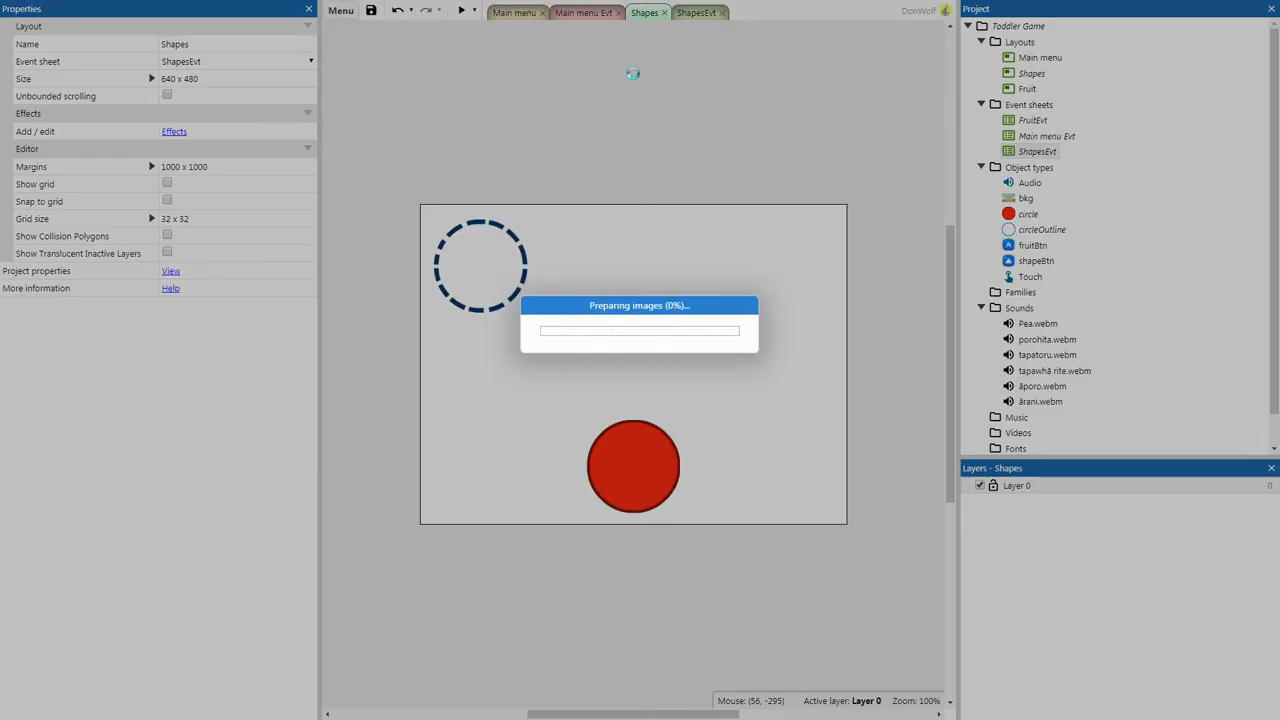 Properties
Layout
Name Shapes
Event sheet ShapesEvt
Size 640 x 480
Unbounded scrolling
Effects
Add / edit Effects
Editor
Margins 1000 x 1000
Show grid
Snap to grid
Grid size 32 x 32
Show Collision Polygons
Show Translucent Inactive Layers
Project properties View
More information Help
Menu
Main menu
Main menu Evt
Shapes
ShapesEvt
DonWolf
Preparing images (0%)...
Mouse: (56, -295) Active layer: Layer 0 Zoom: 100%
Project
Toddler Game
Layouts
Main menu
Shapes
Fruit
Event sheets
FruitEvt
Main menu Evt
ShapesEvt
Object types
Audio
bkg
circle
circleOutline
fruitBtn
shapeBtn
Touch
Families
Sounds
Pea.webm
porohita.webm
tapatoru.webm
tapawhā rite.webm
āporo.webm
ārani.webm
Music
Videos
Fonts
Layers - Shapes
Layer 0 0